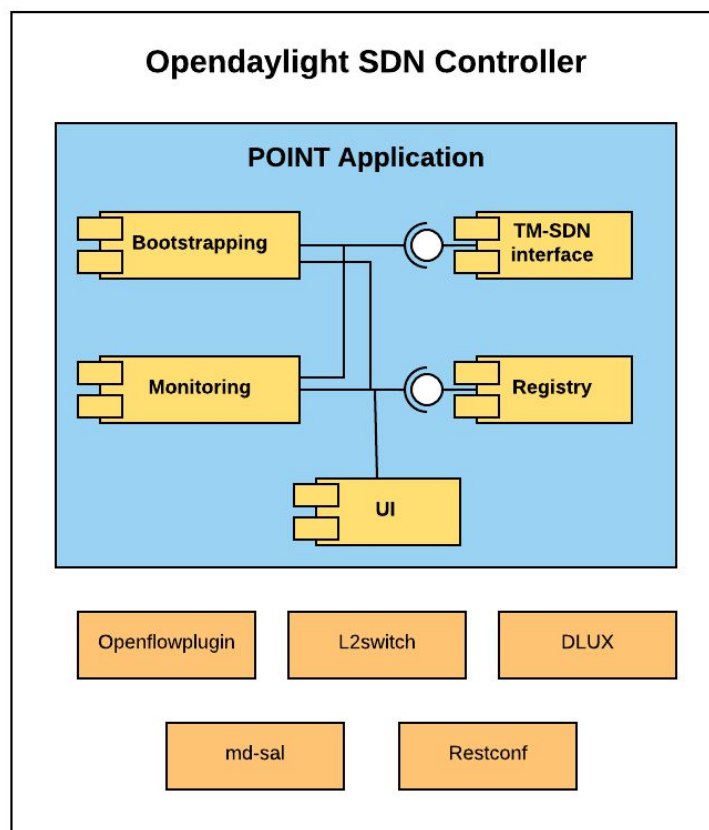 Opendaylight SDN Controller
POINT Application
Bootstrapping
TM-SDN
interface
Monitoring
Registry
UI
Openflowplugin
L2switch
DLUX
md-sal
Restconf